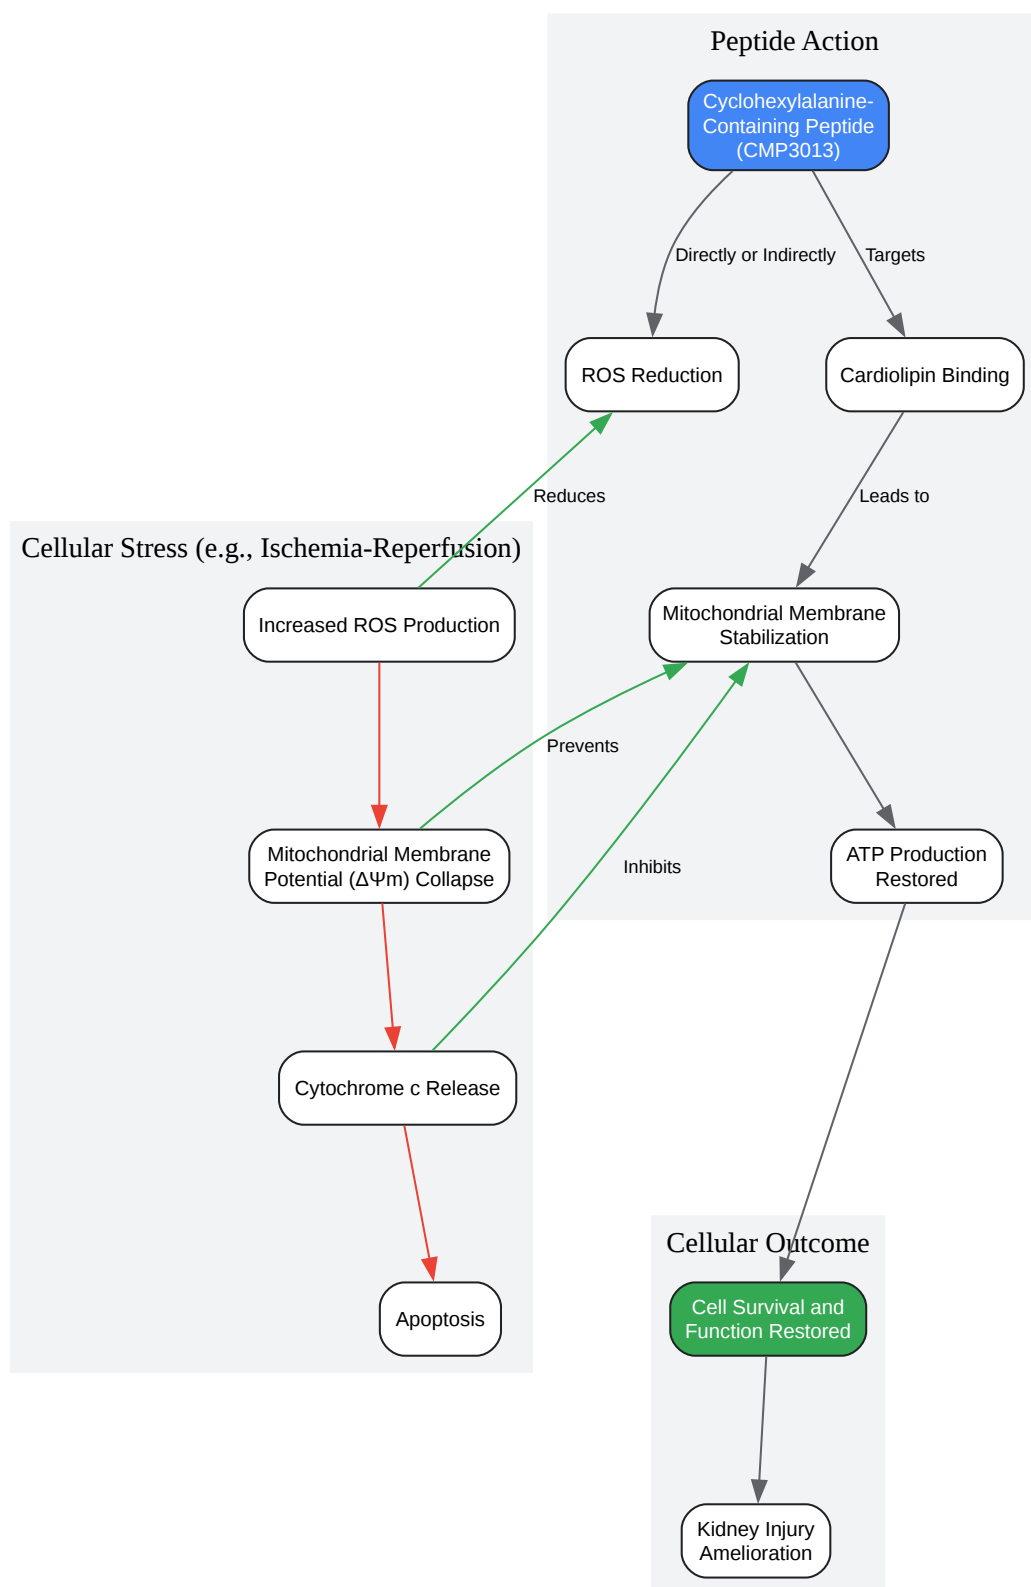 Peptide Action
Cyclohexylalanine-
Containing Peptide
(CMP3013)
Directly or Indirectly
Targets
ROS Reduction
Cardiolipin Binding
Reduces
Leads to
Cellular Stress (e.g., Ischemia-Reperfusion)
Increased ROS Production
Mitochondrial Membrane
Stabilization
Prevents
Mitochondrial Membrane
Potential (ΔΨm) Collapse
Inhibits
ATP Production
Restored
Cytochrome c Release
Apoptosis
Cellular Outcome
Cell Survival and
Function Restored
Kidney Injury
Amelioration